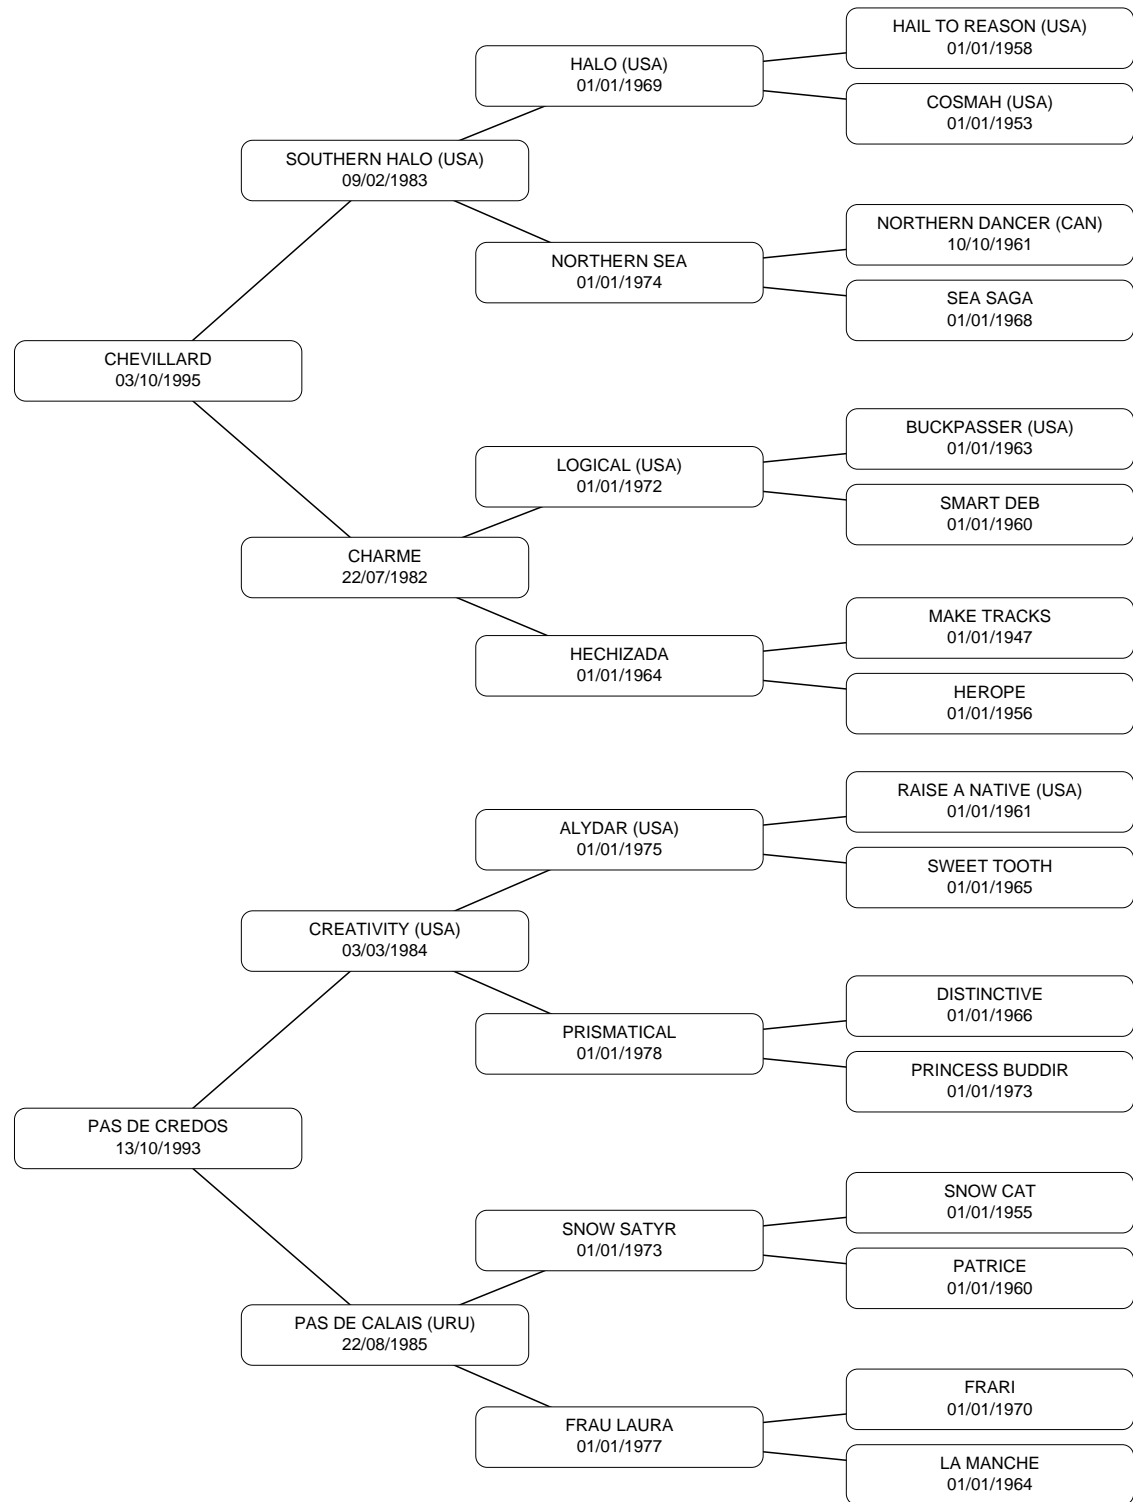 HAIL TO REASON (USA)
01/01/1958
HALO (USA)
01/01/1969
COSMAH (USA)
01/01/1953
SOUTHERN HALO (USA)
09/02/1983
NORTHERN DANCER (CAN)
10/10/1961
NORTHERN SEA
01/01/1974
SEA SAGA
01/01/1968
CHEVILLARD
03/10/1995
BUCKPASSER (USA)
01/01/1963
LOGICAL (USA)
01/01/1972
SMART DEB
01/01/1960
CHARME
22/07/1982
MAKE TRACKS
01/01/1947
HECHIZADA
01/01/1964
HEROPE
01/01/1956
RAISE A NATIVE (USA)
01/01/1961
ALYDAR (USA)
01/01/1975
SWEET TOOTH
01/01/1965
CREATIVITY (USA)
03/03/1984
DISTINCTIVE
01/01/1966
PRISMATICAL
01/01/1978
PRINCESS BUDDIR
01/01/1973
PAS DE CREDOS
13/10/1993
SNOW CAT
01/01/1955
SNOW SATYR
01/01/1973
PATRICE
01/01/1960
PAS DE CALAIS (URU)
22/08/1985
FRARI
01/01/1970
FRAU LAURA
01/01/1977
LA MANCHE
01/01/1964